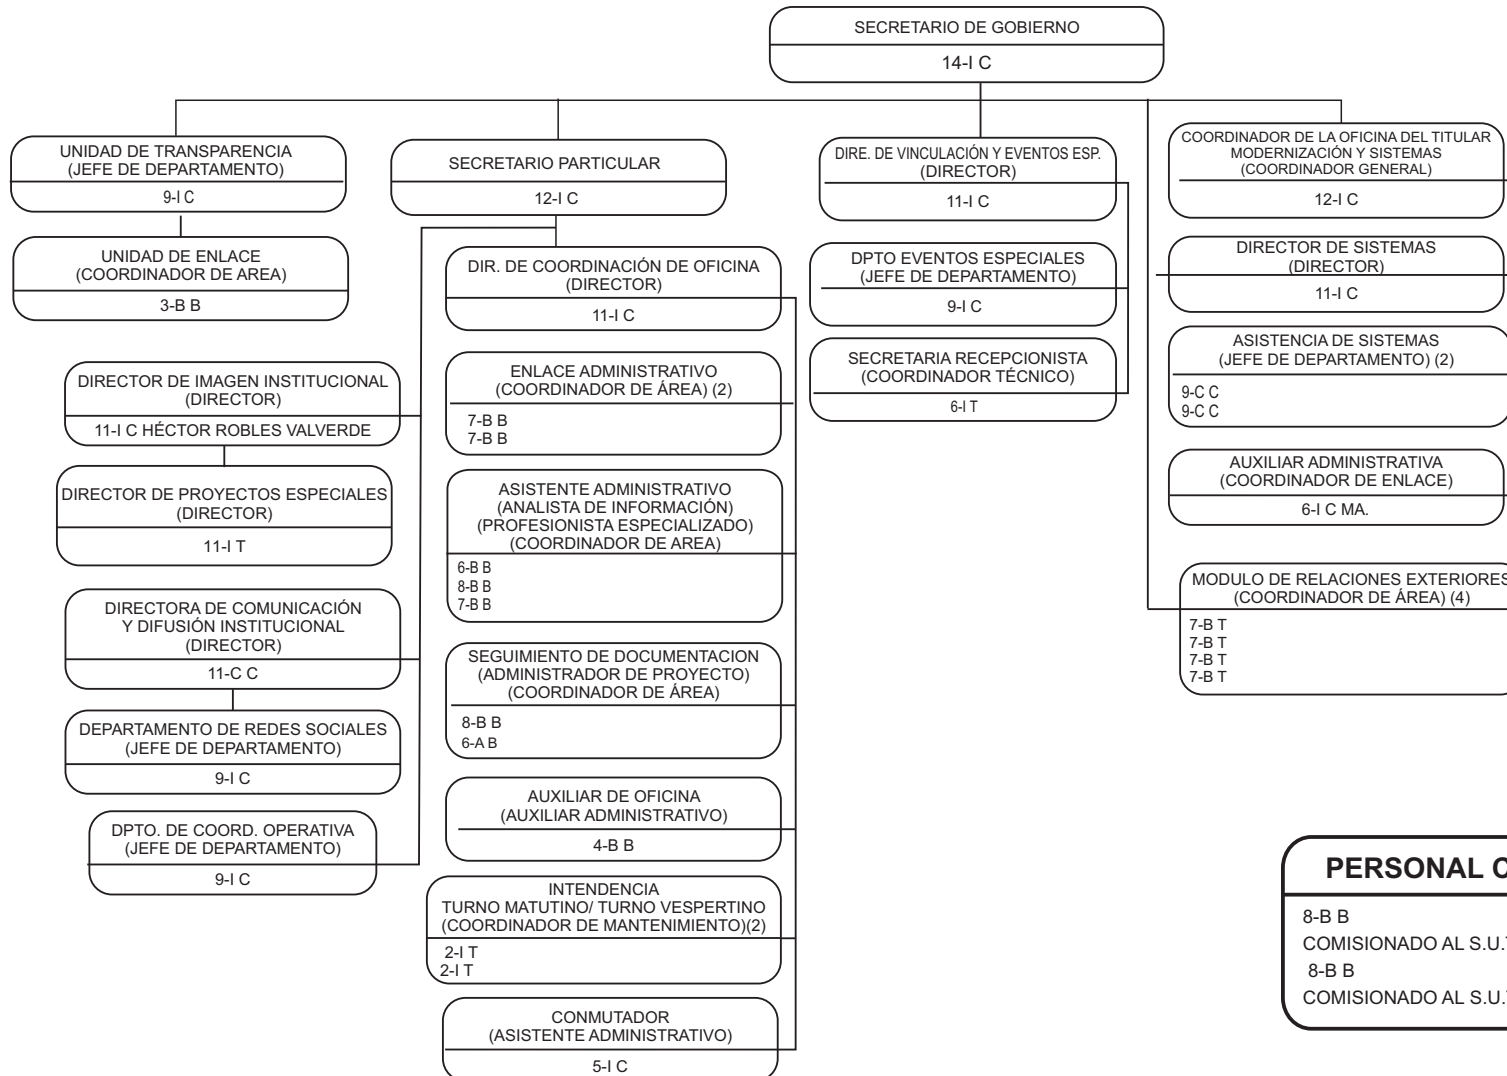 SECRETARIO DE GOBIERNO
14-I C
UNIDAD DE TRANSPARENCIA
(JEFE DE DEPARTAMENTO)
9-I C
UNIDAD DE ENLACE
(COORDINADOR DE AREA)
3-B B
SECRETARIO PARTICULAR
12-I C
DIRECTOR DE IMAGEN INSTITUCIONAL
(DIRECTOR)
11-I C HÉCTOR ROBLES VALVERDE
DIRECTOR DE PROYECTOS ESPECIALES
(DIRECTOR)
11-I T
DIRECTORA DE COMUNICACIÓN
Y DIFUSIÓN INSTITUCIONAL
(DIRECTOR)
11-C C
DEPARTAMENTO DE REDES SOCIALES
(JEFE DE DEPARTAMENTO)
9-I C
DPTO. DE COORD. OPERATIVA
(JEFE DE DEPARTAMENTO)
9-I C
DIR. DE COORDINACIÓN DE OFICINA
(DIRECTOR)
11-I C
ENLACE ADMINISTRATIVO
(COORDINADOR DE ÁREA) (2)
7-B B
7-B B
ASISTENTE ADMINISTRATIVO
(ANALISTA DE INFORMACIÓN)
(PROFESIONISTA ESPECIALIZADO)
(COORDINADOR DE AREA)
6-B B
8-B B
7-B B
SEGUIMIENTO DE DOCUMENTACION
(ADMINISTRADOR DE PROYECTO)
(COORDINADOR DE ÁREA)
8-B B
6-A B
AUXILIAR DE OFICINA
(AUXILIAR ADMINISTRATIVO)
4-B B
INTENDENCIA
TURNO MATUTINO/ TURNO VESPERTINO
(COORDINADOR DE MANTENIMIENTO)(2)
2-I T
2-I T
CONMUTADOR
(ASISTENTE ADMINISTRATIVO)
5-I C
DIRE. DE VINCULACIÓN Y EVENTOS ESP.
(DIRECTOR)
11-I C
DPTO EVENTOS ESPECIALES
(JEFE DE DEPARTAMENTO)
9-I C
SECRETARIA RECEPCIONISTA
(COORDINADOR TÉCNICO)
6-I T
COORDINADOR DE LA OFICINA DEL TITULAR
MODERNIZACIÓN Y SISTEMAS
(COORDINADOR GENERAL)
12-I C
DIRECTOR DE SISTEMAS
(DIRECTOR)
11-I C
ASISTENCIA DE SISTEMAS
(JEFE DE DEPARTAMENTO) (2)
9-C C
9-C C
AUXILIAR ADMINISTRATIVA
(COORDINADOR DE ENLACE)
6-I C MA.
MODULO DE RELACIONES EXTERIORES
(COORDINADOR DE ÁREA) (4)
7-B T
7-B T
7-B T
7-B T
PERSONAL
8-B B
COMISIONADO AL
8-B B
COMISIONADO AL